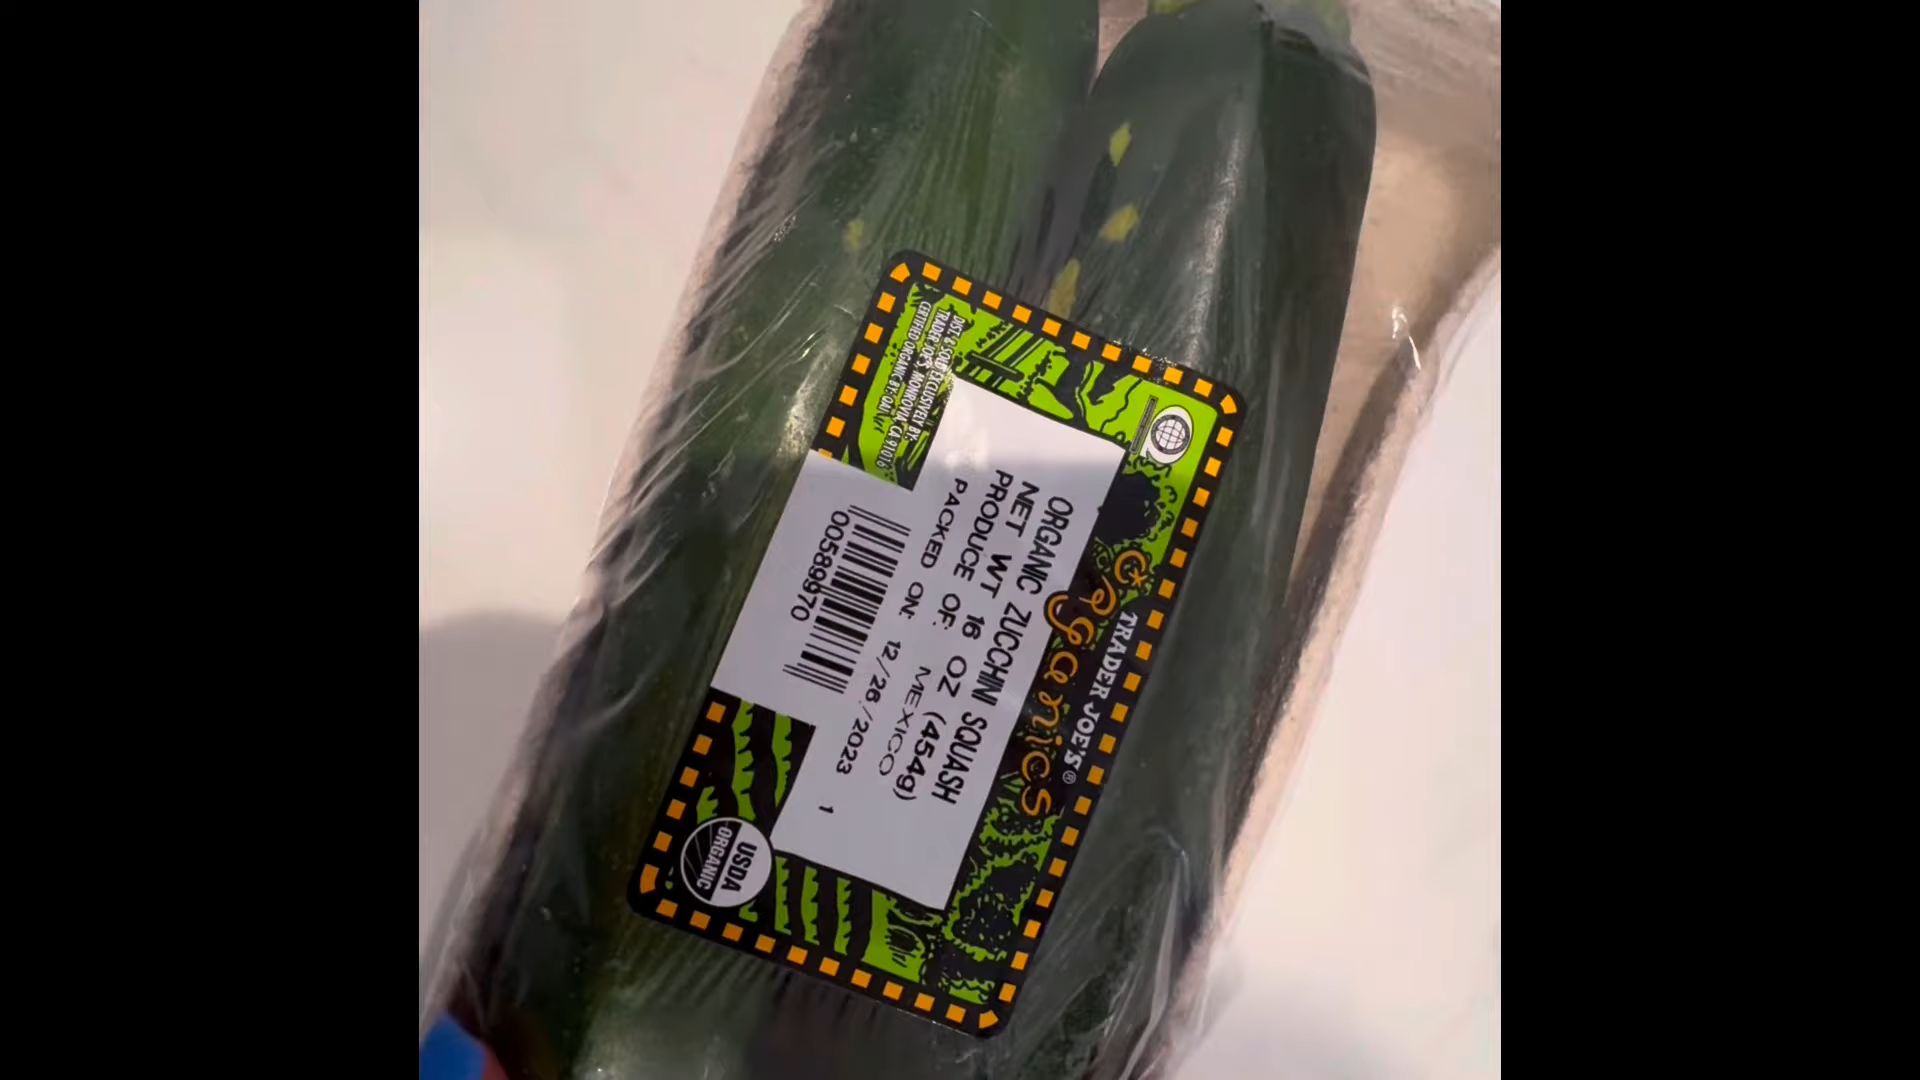 TRADER JOE'S®
Organics
ORGANIC ZUCCHINI SQUASH
NET WT 16 OZ (454g)
PRODUCE OF: MEXICO
PACKED ON: 12/26/2023 1
00589970
DIST. & SOLD EXCLUSIVELY BY:
TRADER JOE'S, MONROVIA, CA 91016
CERTIFIED ORGANIC BY: QAI
USDA
ORGANIC